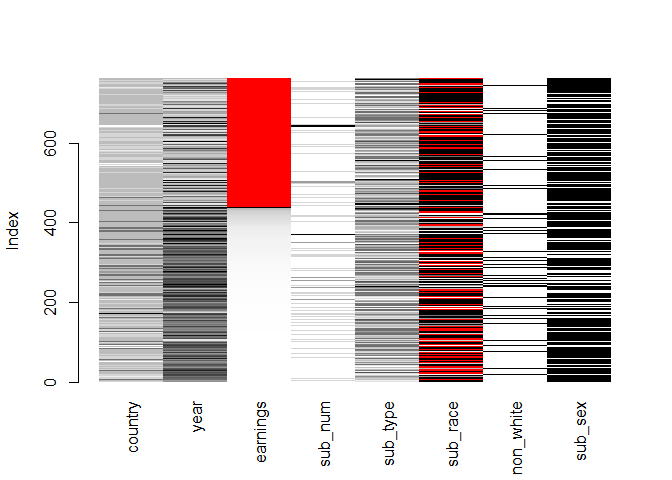 Index
600
400
200
0
country
year
earnings
sub_num
sub_type
sub_race
non_white
sub_sex